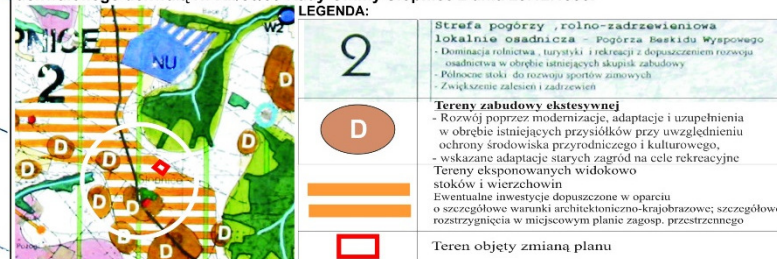 LEGENDA:
PNICE
2
NU
W2
D
D
D
D
D
D
D
D
D
2
Strefa pogórzy ,rolno-zadrzewieniowa
lokalnie osadnicza - Pogórza Beskidu Wyspowego
- Dominacja rolnictwa , turystyki i rekreacji z dopuszczeniem rozwoju
osadnictwa w obrębie istniejących skupisk zabudowy
- Północne stoki do rozwoju sportów zimowych
- Zwiększenie zalesień i zadrzewień
D
Tereny zabudowy ekstesywnej
- Rozwój poprzez modernizacje, adaptacje i uzupełnienia
w obrębie istniejących przysiółków przy uwzględnieniu
ochrony środowiska przyrodniczego i kulturowego,
- wskazane adaptacje starych zagród na cele rekreacyjne
Tereny eksponowanych widokowo
stoków i wierzchowin
Ewentualne inwestycje dopuszczone w oparciu
o szczegółowe warunki architektoniczno-krajobrazowe; szczegółowe
rozstrzygnięcia w miejscowym planie zagosp. przestrzennego
Teren objęty zmianą planu